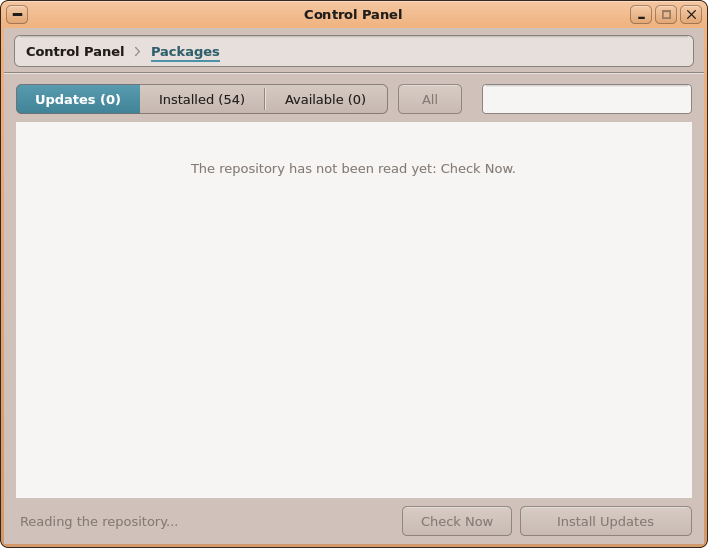 Control Panel
Control Panel > Packages
Updates (0) Installed (54) Available (0) All
The repository has not been read yet: Check Now.
Reading the repository... Check Now Install Updates